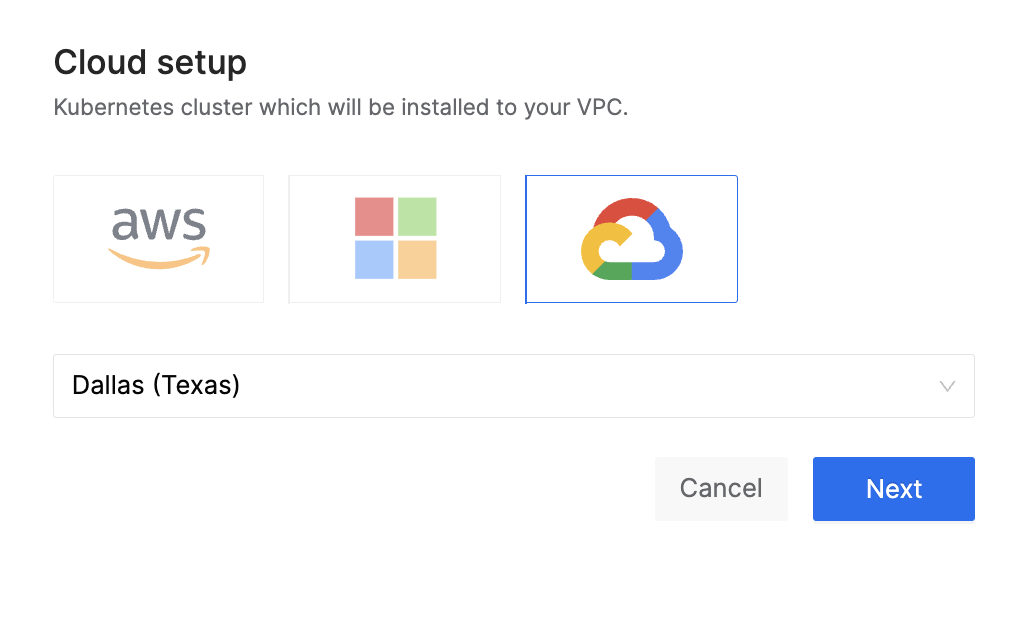 Cloud setup
Kubernetes cluster which will be installed to your VPC.
aws
Dallas (Texas)
Cancel
Next